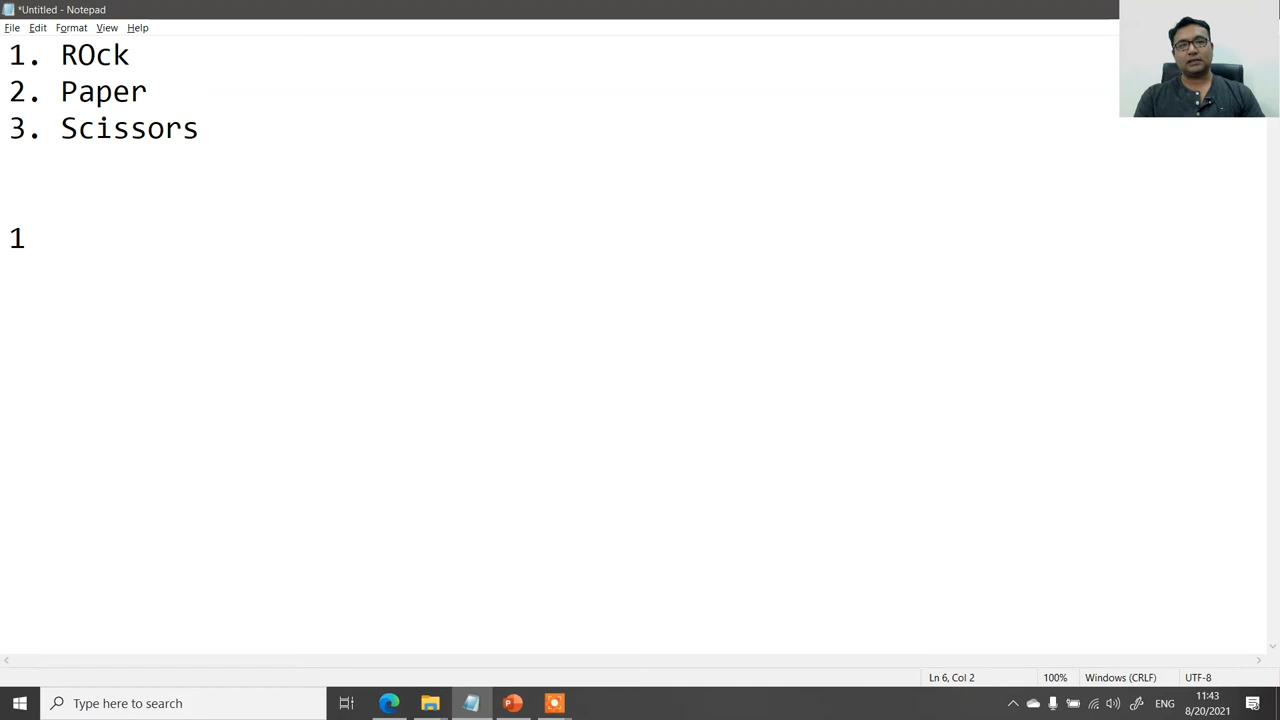 *Untitled - Notepad
File Edit Format View Help
1. ROck
2. Paper
3. Scissors
1
Ln 6, Col 2 100% Windows (CRLF) UTF-8
Type here to search
ENG
11:43
8/20/2021